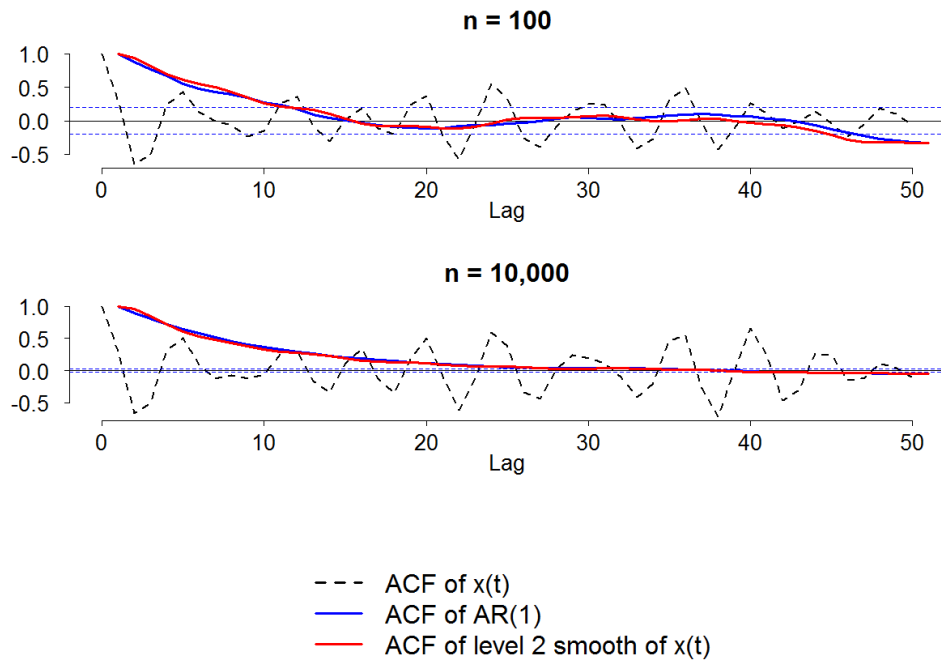 n = 100
1.0
0.5
0.0
-0.5
0 10 20 30 40 50
Lag
n = 10,000
1.0
0.5
0.0
-0.5
0 10 20 30 40 50
Lag
ACF of x(t)
ACF of AR(1)
ACF of level 2 smooth of x(t)